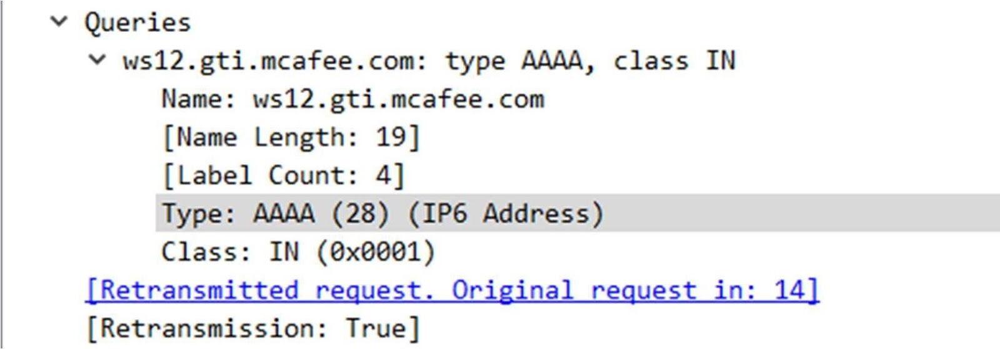 Queries
ws12.gti.mcafee.com: type AAAA, class IN
Name: ws12.gti.mcafee.com
[Name Length: 19]
[Label Count: 4]
Type: AAAA (28) (IP6 Address)
Class: IN (0x0001)
[Retransmitted request. Original request in: 14]
[Retransmission: True]